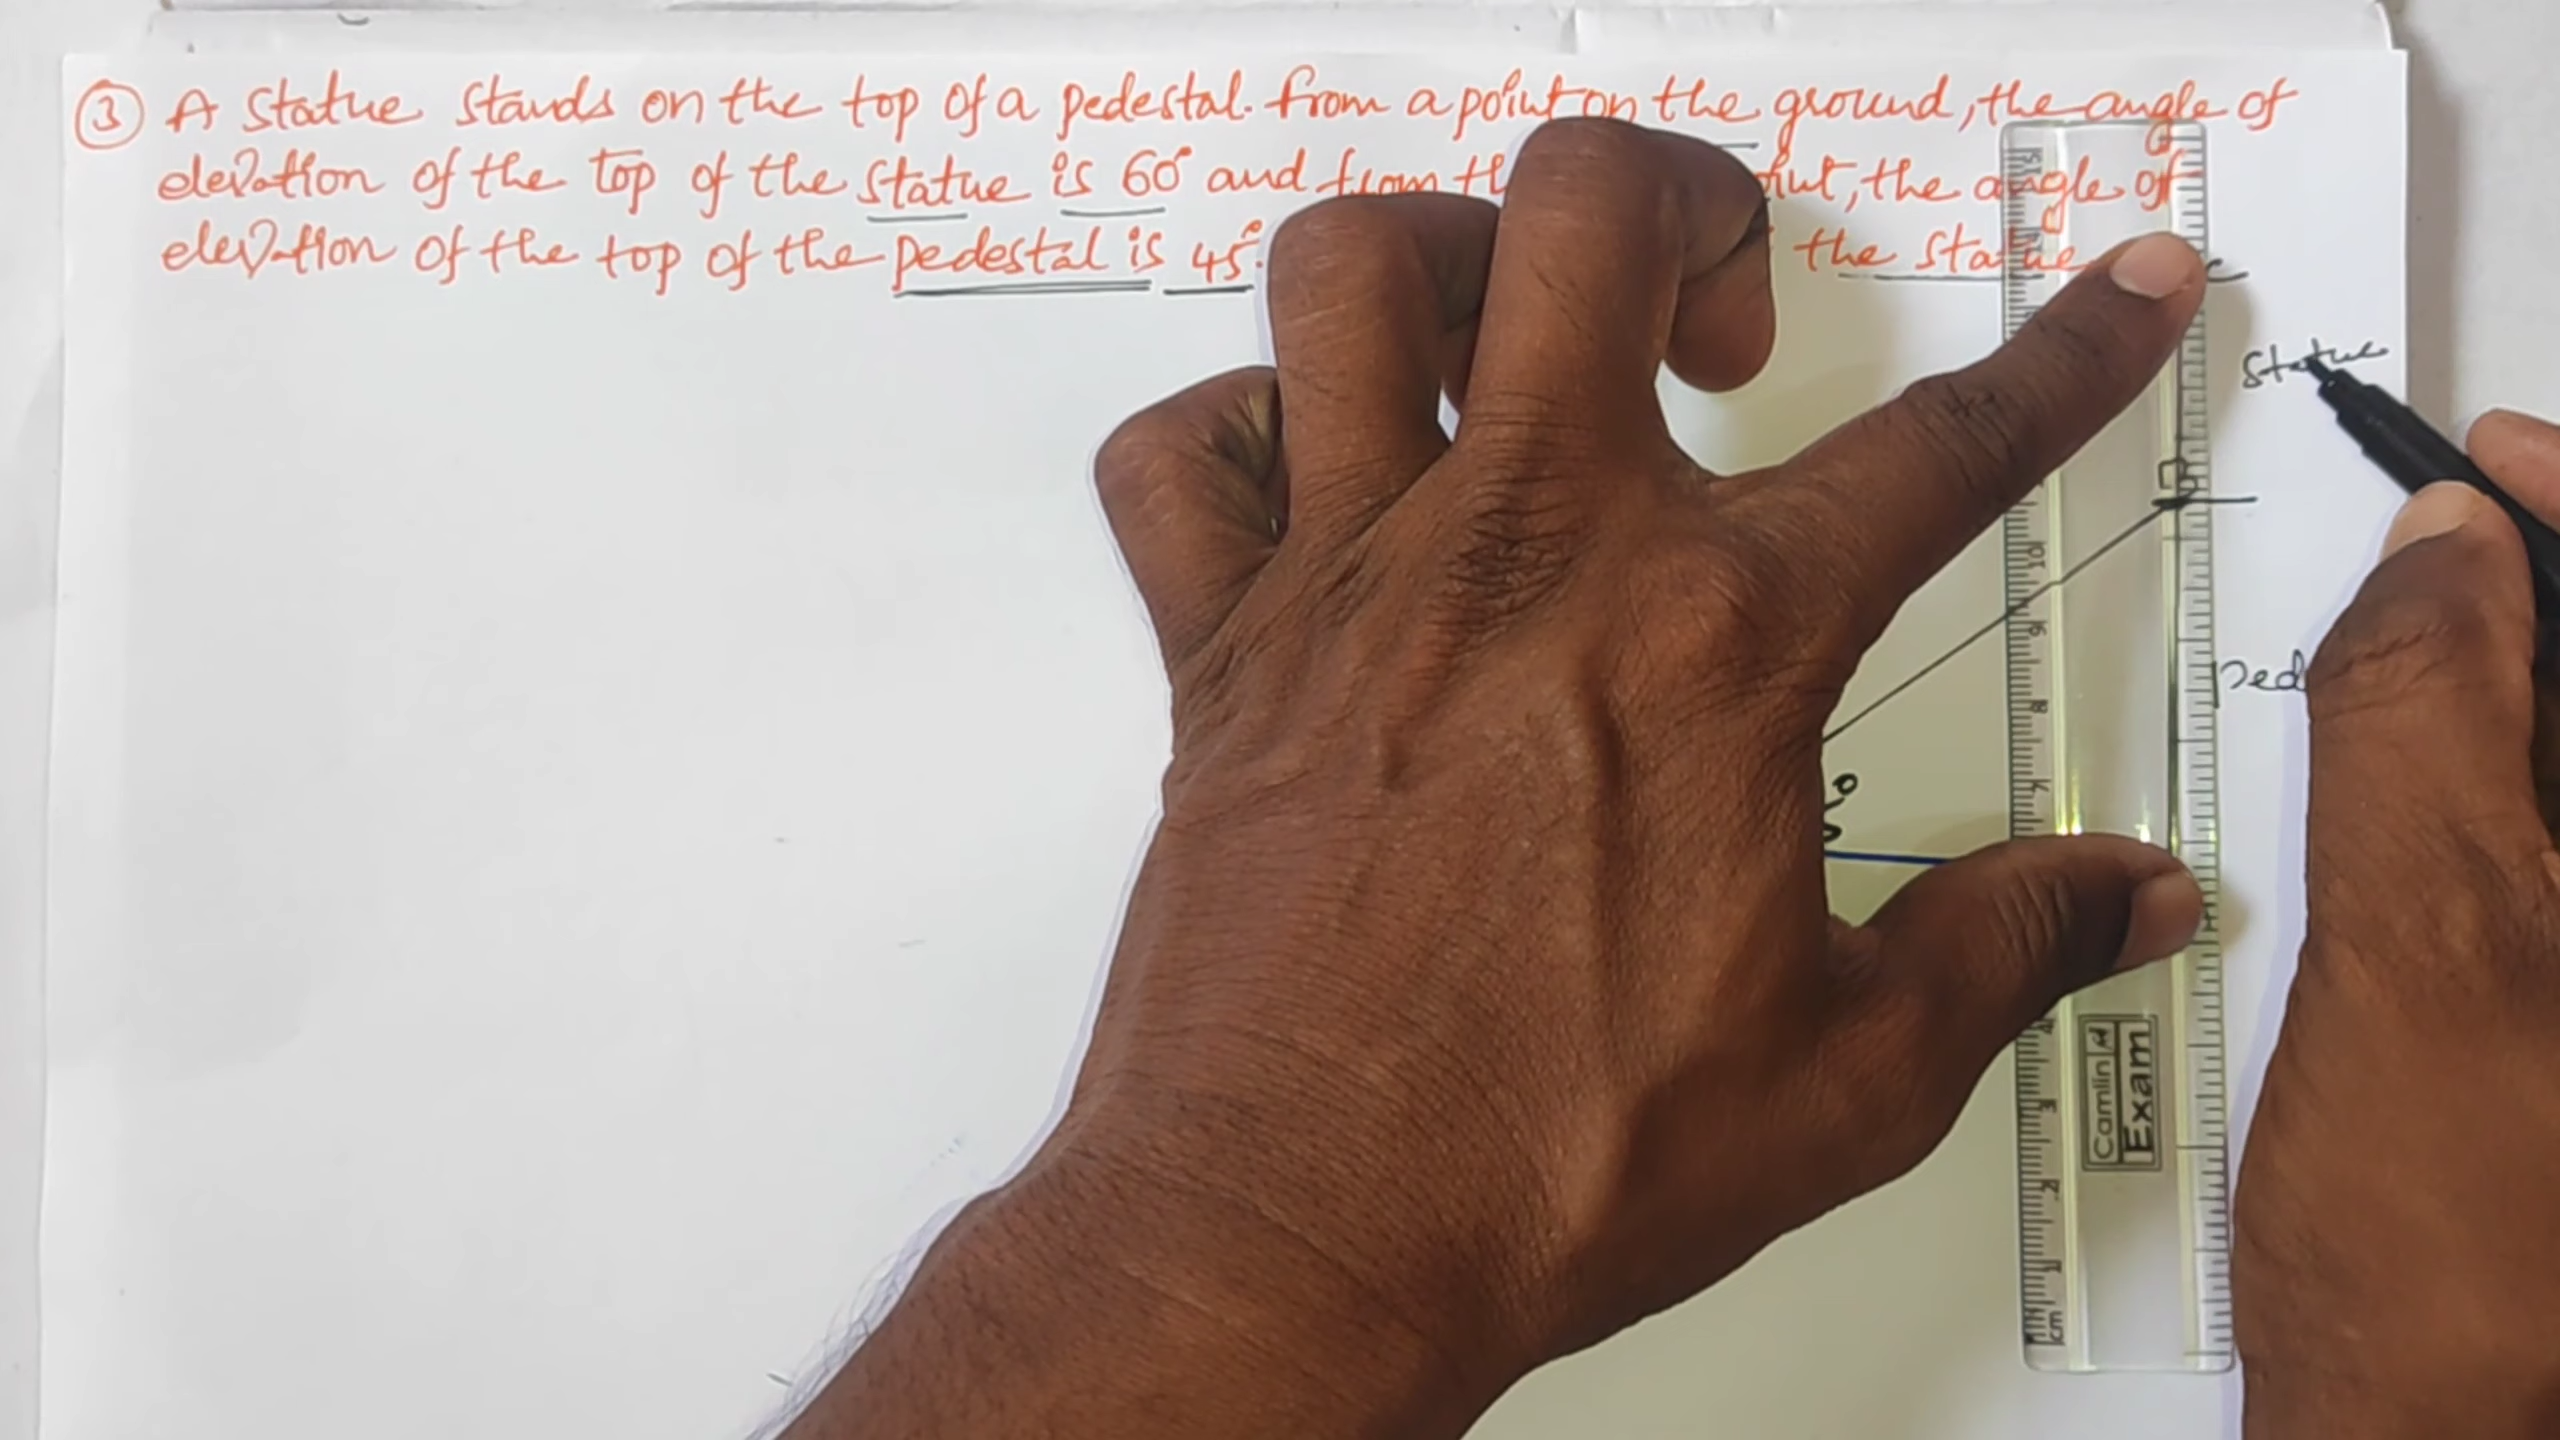 ③ A statue stands on the top of a pedestal. from a point on the ground, the angle of
elevation of the top of the statue is 60° and from the angle of
elevation of the top of the pedestal is 45°. the statue
C
statue
B
Ped
Camlin
Exam
cm